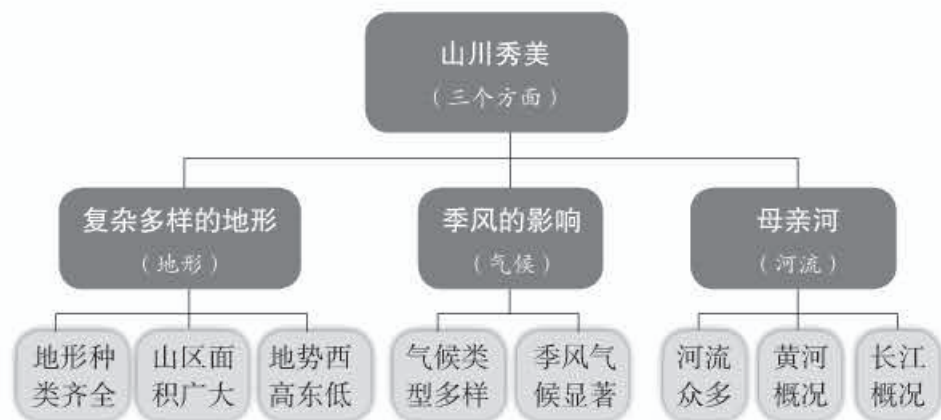 山川秀美
（三个方面）
复杂多样的地形
（地形）
季风的影响
（气候）
母亲河
（河流）
地形种
类齐全
山区面
积广大
地势西
高东低
气候类
型多样
季风气
候显著
河流
众多
黄河
概况
长江
概况